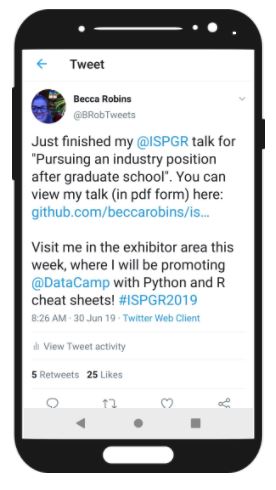 Tweet
Becca Robins
@BRobTweets
Just finished my @ISPGR talk for
"Pursuing an industry position
after graduate school". You can
view my talk (in pdf form) here:
github.com/beccarobins/is...
Visit me in the exhibitor area this
week, where I will be promoting
@DataCamp with Python and R
cheat sheets! #ISPGR2019
8:26 AM · 30 Jun 19 · Twitter Web Client
View Tweet activity
5 Retweets 25 Likes